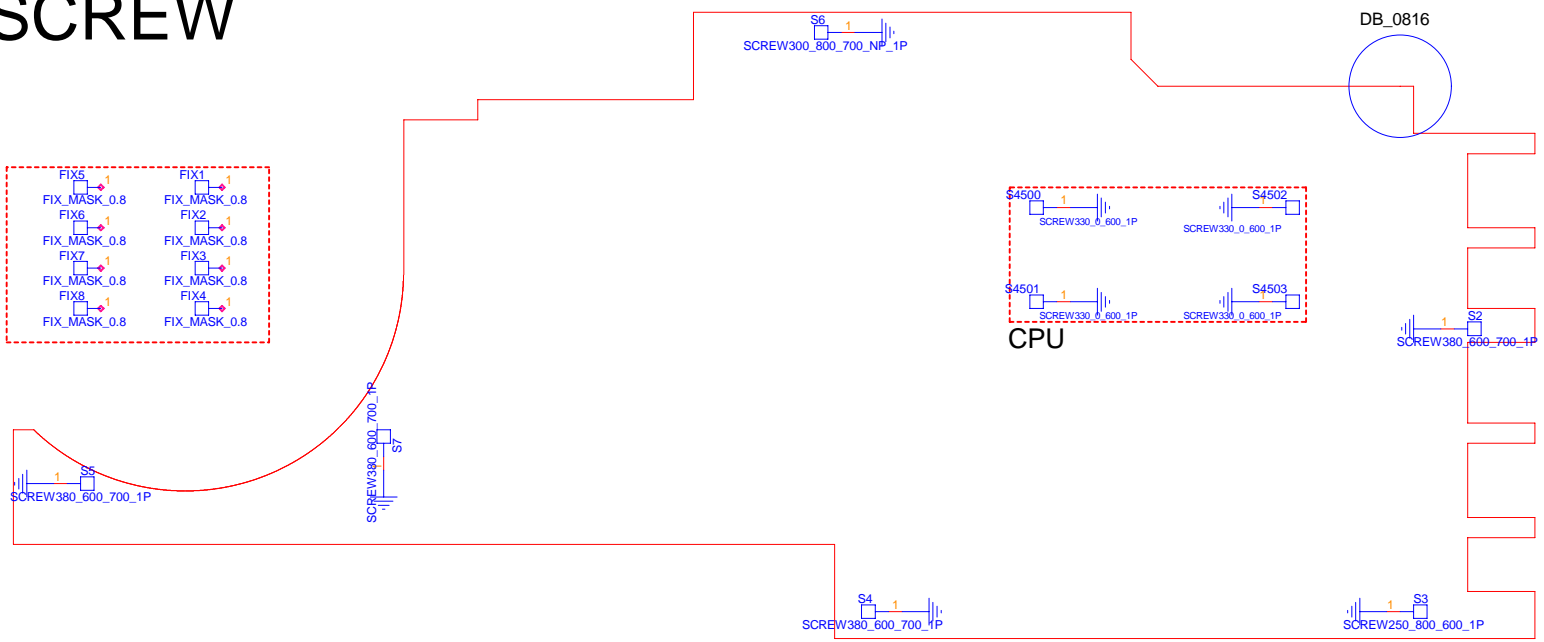 SCREW
S6
1
SCREW300_800_700_NP_1P
DB_0816
FIX5
1
FIX_MASK_0.8
FIX1
1
FIX_MASK_0.8
FIX6
1
FIX_MASK_0.8
FIX2
1
FIX_MASK_0.8
FIX7
1
FIX_MASK_0.8
FIX3
1
FIX_MASK_0.8
FIX8
1
FIX_MASK_0.8
FIX4
1
FIX_MASK_0.8
S4500
1
SCREW330_0_600_1P
S4502
1
SCREW330_0_600_1P
S4501
1
SCREW330_0_600_1P
S4503
1
SCREW330_0_600_1P
CPU
S2
1
SCREW380_600_700_1P
S7
1
SCREW380_600_700_1P
S5
1
SCREW380_600_700_1P
S4
1
SCREW380_600_700_1P
S3
1
SCREW250_800_600_1P